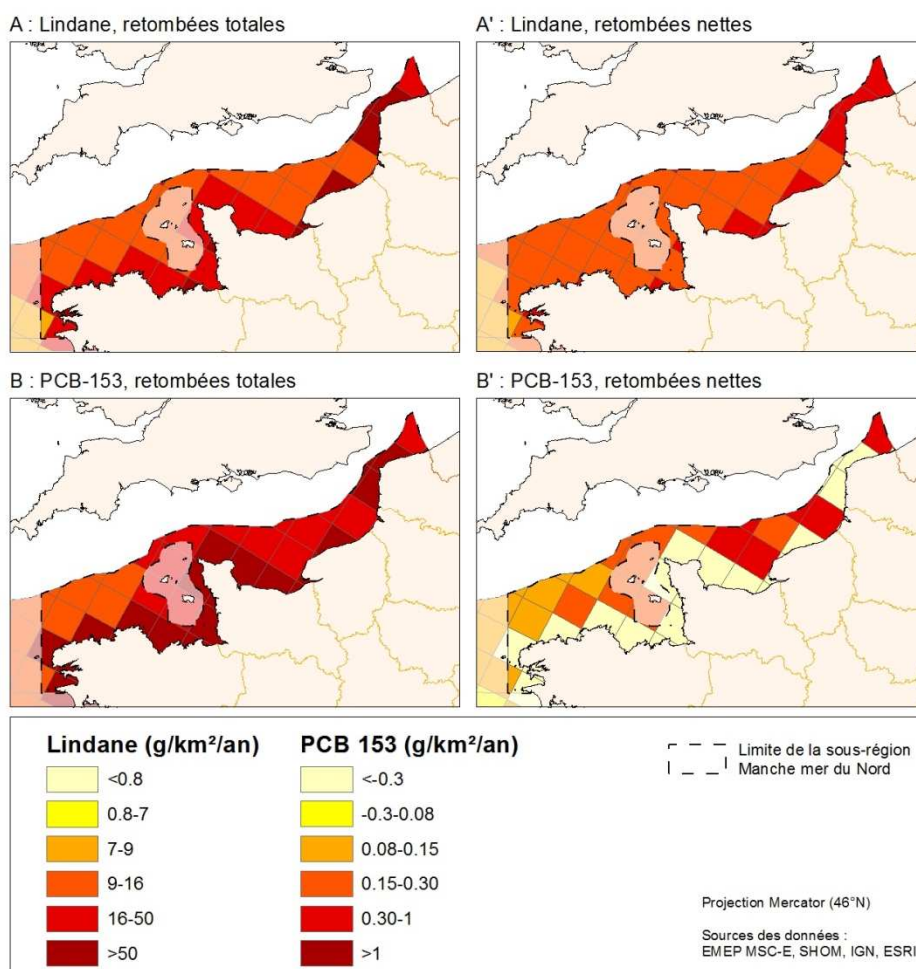 A : Lindane, retombées totales
A' : Lindane, retombées nettes
B : PCB-153, retombées totales
B' : PCB-153, retombées nettes
Lindane (g/km²/an)
<0.8
0.8-7
7-9
9-16
16-50
>50
PCB 153 (g/km²/an)
<-0.3
-0.3-0.08
0.08-0.15
0.15-0.30
0.30-1
>1
Limite de la sous-région
Manche mer du Nord
Projection Mercator (46°N)
Sources des données :
EMEP MSC-E, SHOM, IGN, ESRI